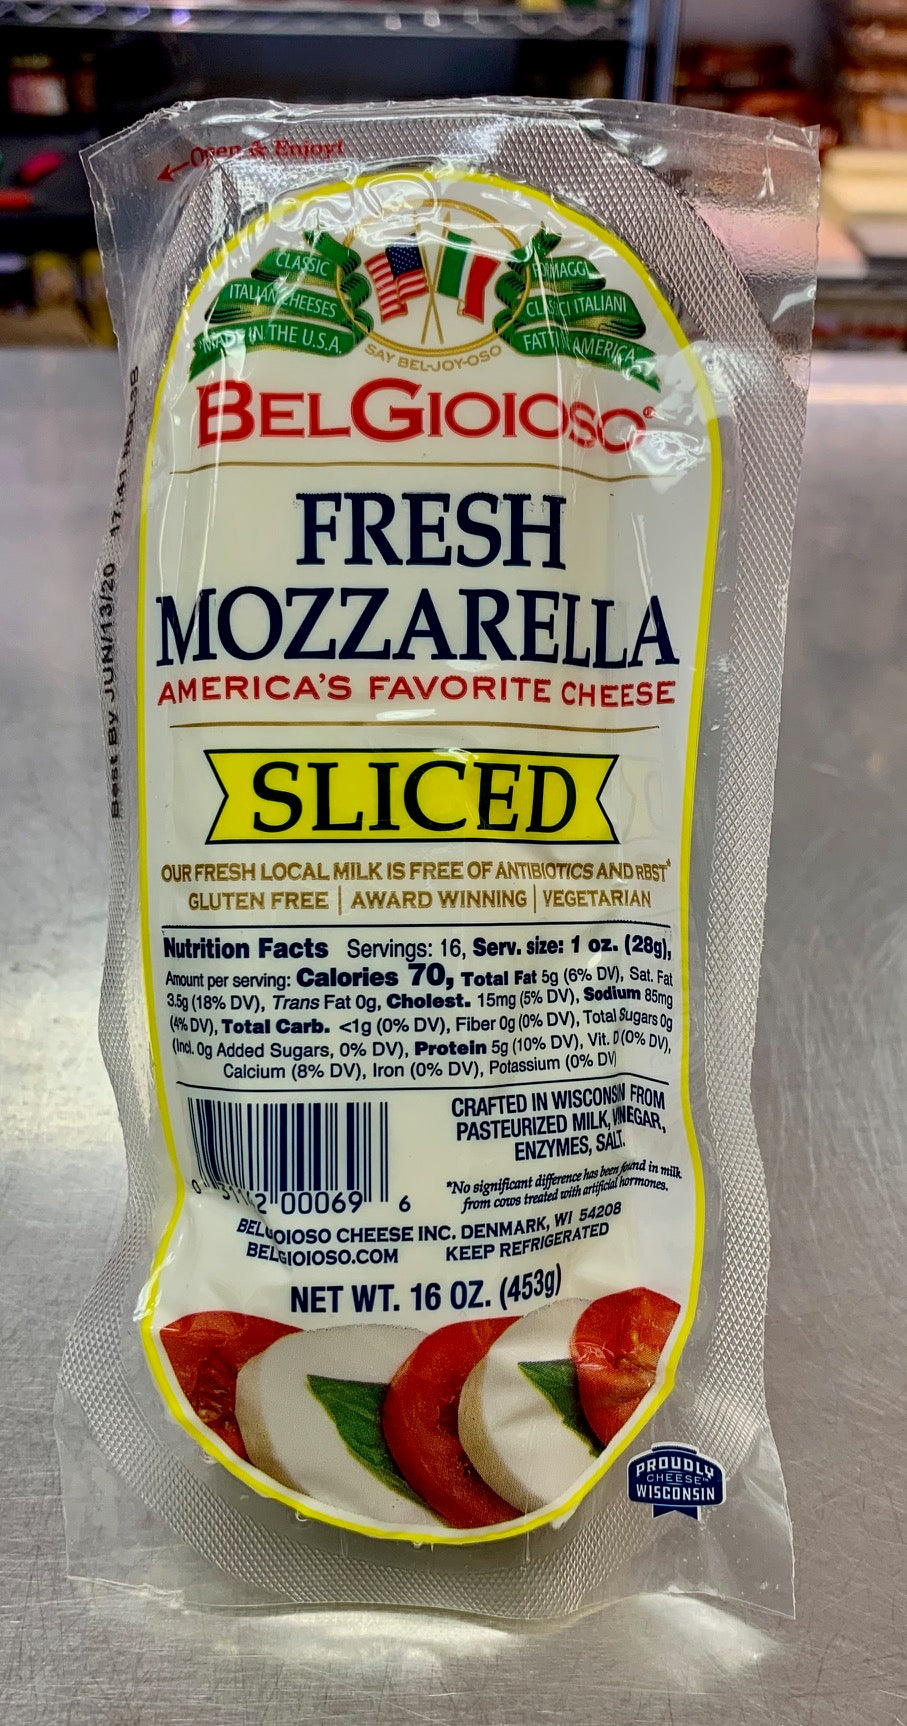 Open & Enjoy!
CLASSIC
ITALIAN CHEESES
MADE IN THE U.S.A.
FORMAGGI
CLASSICI ITALIANI
FATTI IN AMERICA
SAY BEL-JOY-OSO
BELGIOIOSO®
FRESH
MOZZARELLA
AMERICA'S FAVORITE CHEESE
SLICED
OUR FRESH LOCAL MILK IS FREE OF ANTIBIOTICS AND RBST*
GLUTEN FREE | AWARD WINNING | VEGETARIAN
Nutrition Facts Servings: 16, Serv. size: 1 oz. (28g),
Amount per serving: Calories 70, Total Fat 5g (6% DV), Sat. Fat
3.5g (18% DV), Trans Fat 0g, Cholest. 15mg (5% DV), Sodium 85mg
(4% DV), Total Carb. <1g (0% DV), Fiber 0g (0% DV), Total Sugars 0g
(Incl. 0g Added Sugars, 0% DV), Protein 5g (10% DV), Vit. D (0% DV),
Calcium (8% DV), Iron (0% DV), Potassium (0% DV)
CRAFTED IN WISCONSIN FROM
PASTEURIZED MILK, VINEGAR,
ENZYMES, SALT.
*No significant difference has been found in milk
from cows treated with artificial hormones.
00069 6
BELGIOIOSO CHEESE INC. DENMARK, WI 54208
BELGIOIOSO.COM KEEP REFRIGERATED
NET WT. 16 OZ. (453g)
PROUDLY
CHEESE™
WISCONSIN
Best By JUN/13/20 17:41